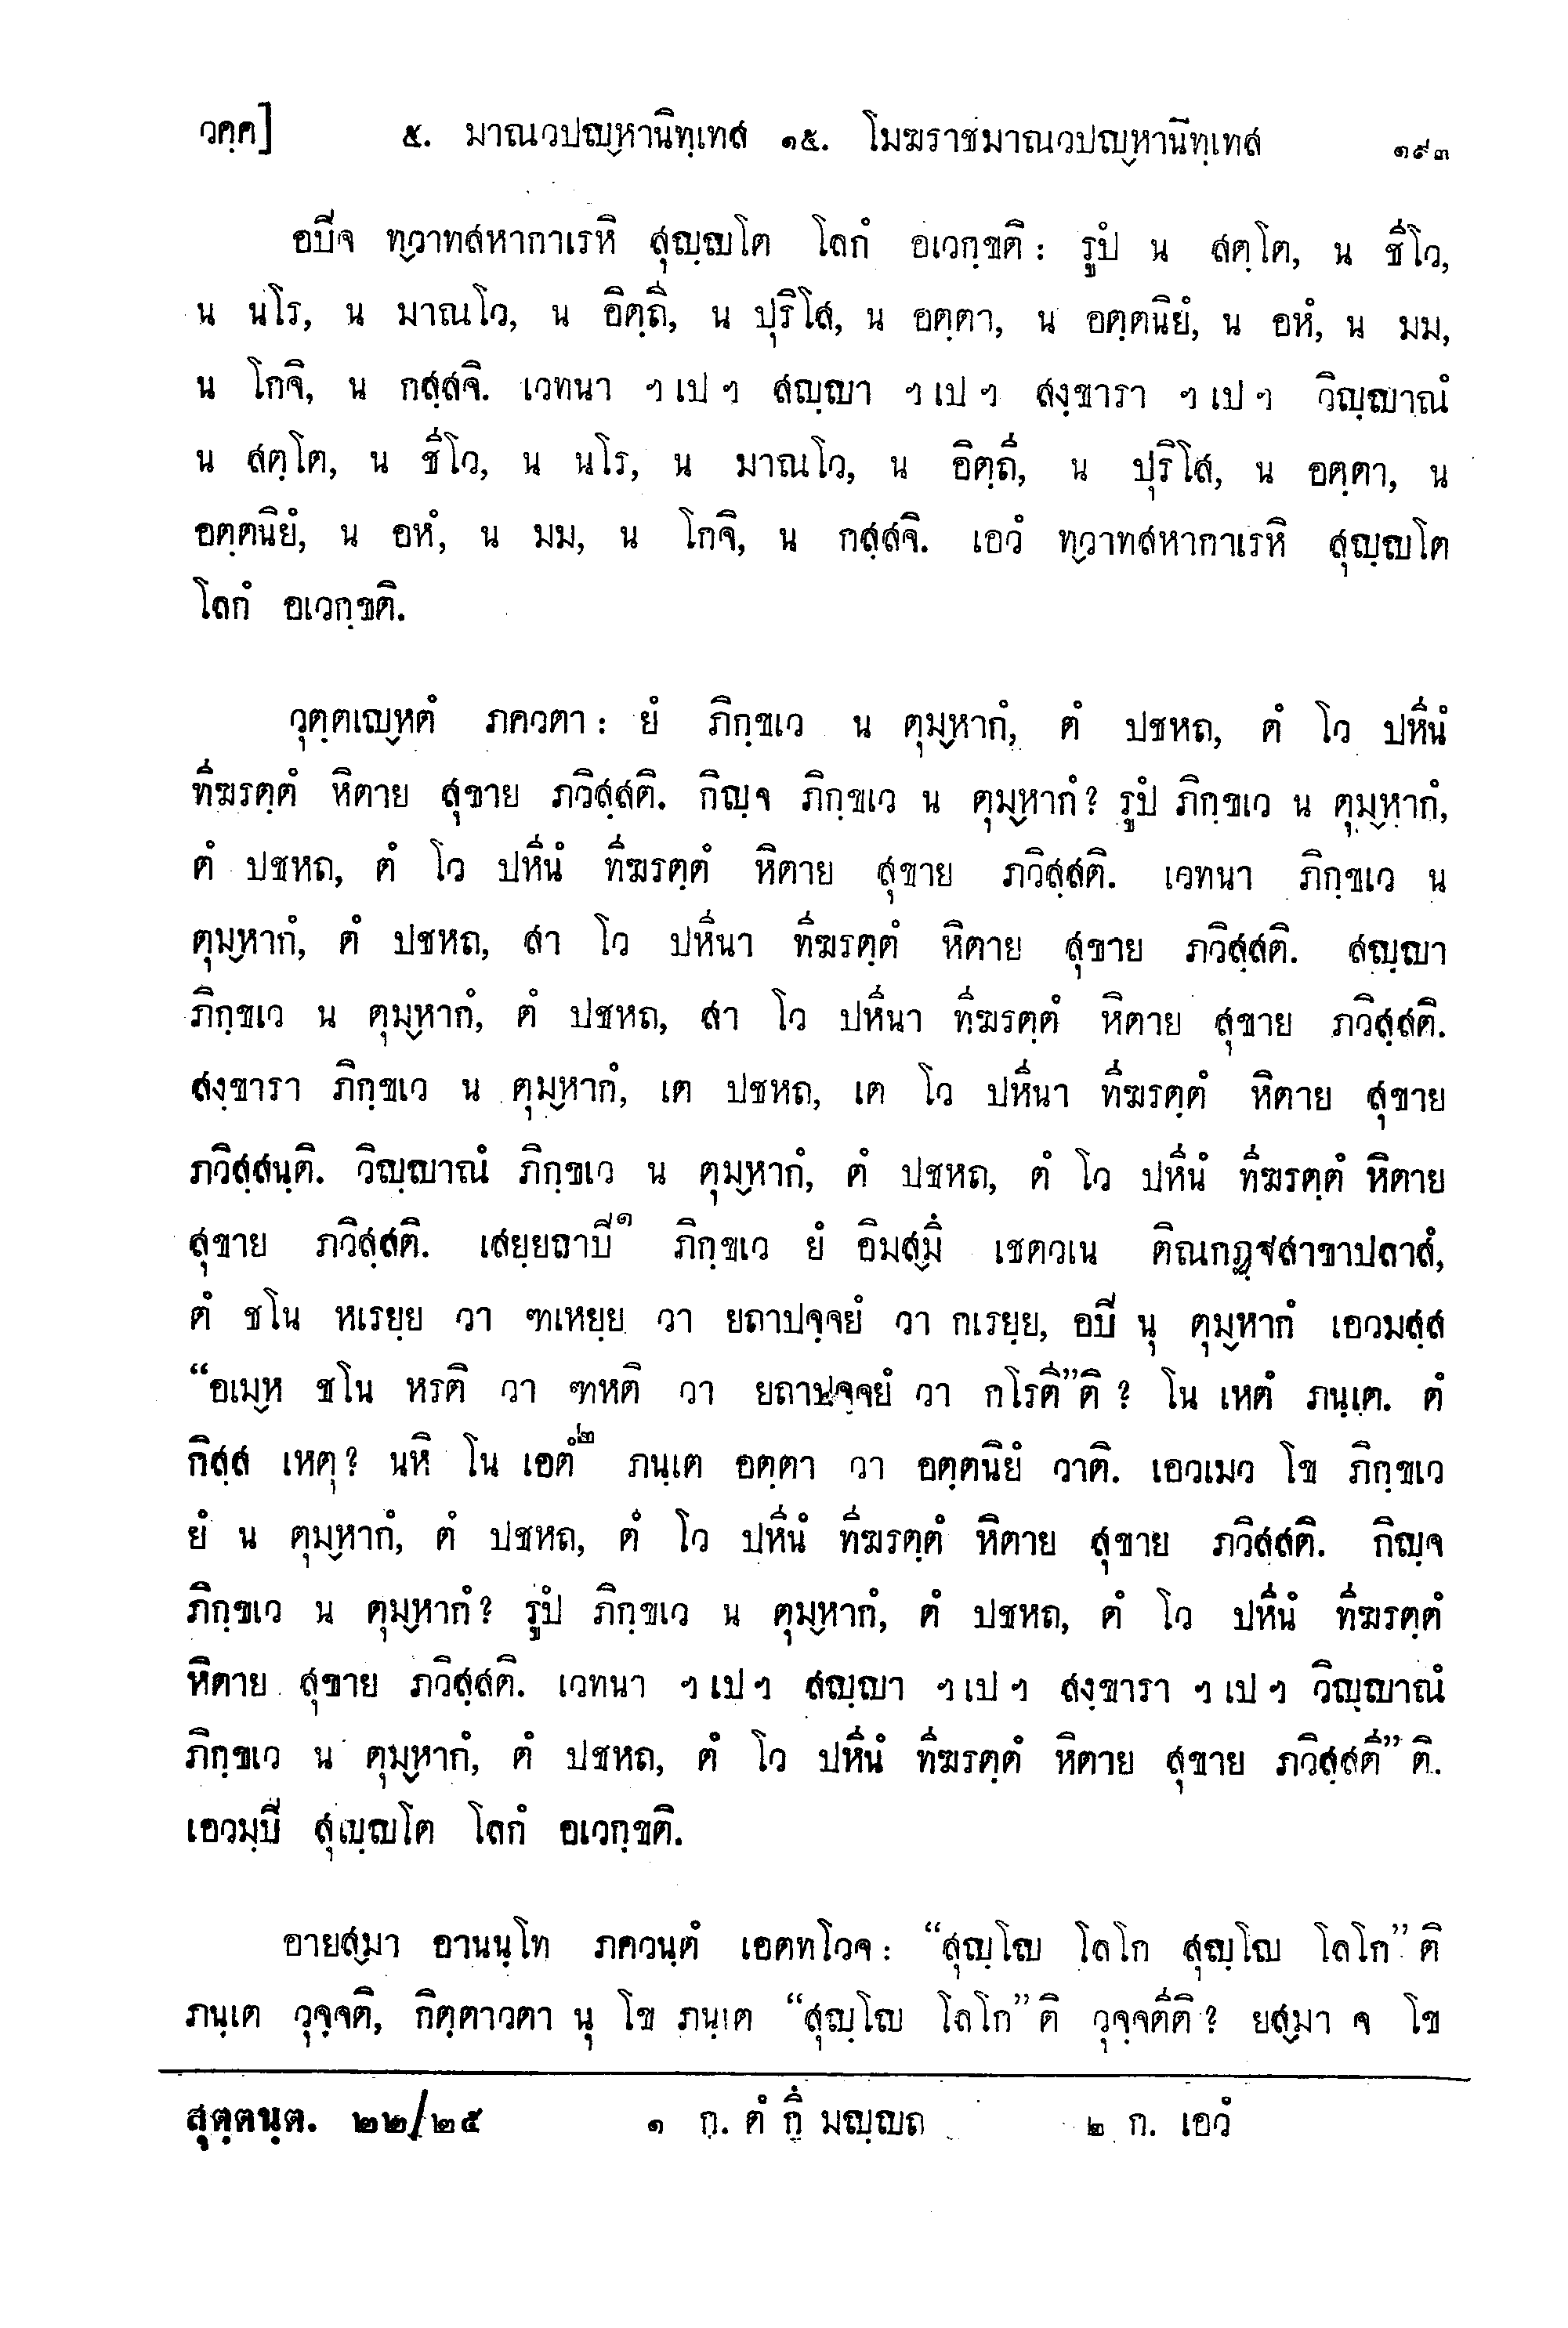 วคฺค] ๕. มาณวปญฺหานิทฺเทส ๑๕. โมฆราชมาณวปญฺหานิทฺเทส ๑๙๓
อปิจ ทฺวาทสหากาเรหิ สุญฺญโต โลกํ อเวกฺขติ: รูปํ น สตฺโต, น ชีโว,
น นโร, น มาณโว, น อิตฺถี, น ปุริโส, น อตฺตา, น อตฺตนิยํ, น อหํ, น มม,
น โกจิ, น กสฺสจิ. เวทนา ฯ เป ฯ สญฺญา ฯ เป ฯ สงฺขารา ฯ เป ฯ วิญฺญาณํ
น สตฺโต, น ชีโว, น นโร, น มาณโว, น อิตฺถี, น ปุริโส, น อตฺตา, น
อตฺตนิยํ, น อหํ, น มม, น โกจิ, น กสฺสจิ. เอวํ ทฺวาทสหากาเรหิ สุญฺญโต
โลกํ อเวกฺขติ.
วุตฺตเญฺหตํ ภควตา: ยํ ภิกฺขเว น ตุมฺหากํ, ตํ ปชหถ, ตํ โว ปหีนํ
ทีฆรตฺตํ หิตาย สุขาย ภวิสฺสติ. กิญฺจ ภิกฺขเว น ตุมฺหากํ? รูปํ ภิกฺขเว น ตุมฺหากํ,
ตํ ปชหถ, ตํ โว ปหีนํ ทีฆรตฺตํ หิตาย สุขาย ภวิสฺสติ. เวทนา ภิกฺขเว น
ตุมฺหากํ, ตํ ปชหถ, สา โว ปหีนา ทีฆรตฺตํ หิตาย สุขาย ภวิสฺสติ. สญฺญา
ภิกฺขเว น ตุมฺหากํ, ตํ ปชหถ, สา โว ปหีนา ทีฆรตฺตํ หิตาย สุขาย ภวิสฺสติ.
สงฺขารา ภิกฺขเว น ตุมฺหากํ, เต ปชหถ, เต โว ปหีนา ทีฆรตฺตํ หิตาย สุขาย
ภวิสฺสนฺติ. วิญฺญาณํ ภิกฺขเว น ตุมฺหากํ, ตํ ปชหถ, ตํ โว ปหีนํ ทีฆรตฺตํ หิตาย
สุขาย ภวิสฺสติ. เสยฺยถาปิ๑ ภิกฺขเว ยํ อิมสฺมึ เชตวเน ติณกฏฺฐสาขาปลาสํ,
ตํ ชโน หเรยฺย วา ฑเหยฺย วา ยถาปจฺจยํ วา กเรยฺย, อปิ นุ ตุมฺหากํ เอวมสฺส
“อเมฺห ชโน หรติ วา ฑหติ วา ยถาปจฺจยํ วา กโรตี”ติ? โน เหตํ ภนฺเต. ตํ
กิสฺส เหตุ? นหิ โน เอตํ๒ ภนฺเต อตฺตา วา อตฺตนิยํ วาติ. เอวเมว โข ภิกฺขเว
ยํ น ตุมฺหากํ, ตํ ปชหถ, ตํ โว ปหีนํ ทีฆรตฺตํ หิตาย สุขาย ภวิสฺสติ. กิญฺจ
ภิกฺขเว น ตุมฺหากํ? รูปํ ภิกฺขเว น ตุมฺหากํ, ตํ ปชหถ, ตํ โว ปหีนํ ทีฆรตฺตํ
หิตาย สุขาย ภวิสฺสติ. เวทนา ฯ เป ฯ สญฺญา ฯ เป ฯ สงฺขารา ฯ เป ฯ วิญฺญาณํ
ภิกฺขเว น ตุมฺหากํ, ตํ ปชหถ, ตํ โว ปหีนํ ทีฆรตฺตํ หิตาย สุขาย ภวิสฺสตี”ติ.
เอวมฺปิ สุญฺญโต โลกํ อเวกฺขติ.
อายสฺมา อานนฺโท ภควนฺตํ เอตทโวจ: “สุญฺโญ โลโก สุญฺโญ โลโก”ติ
ภนฺเต วุจฺจติ, กิตฺตาวตา นุ โข ภนฺเต “สุญฺโญ โลโก”ติ วุจฺจตีติ? ยสฺมา จ โข
สุตฺตนฺต. ๒๒/๒๕ ๑ ก. ตํ กึ มญฺญถ ๒ ก. เอวํ